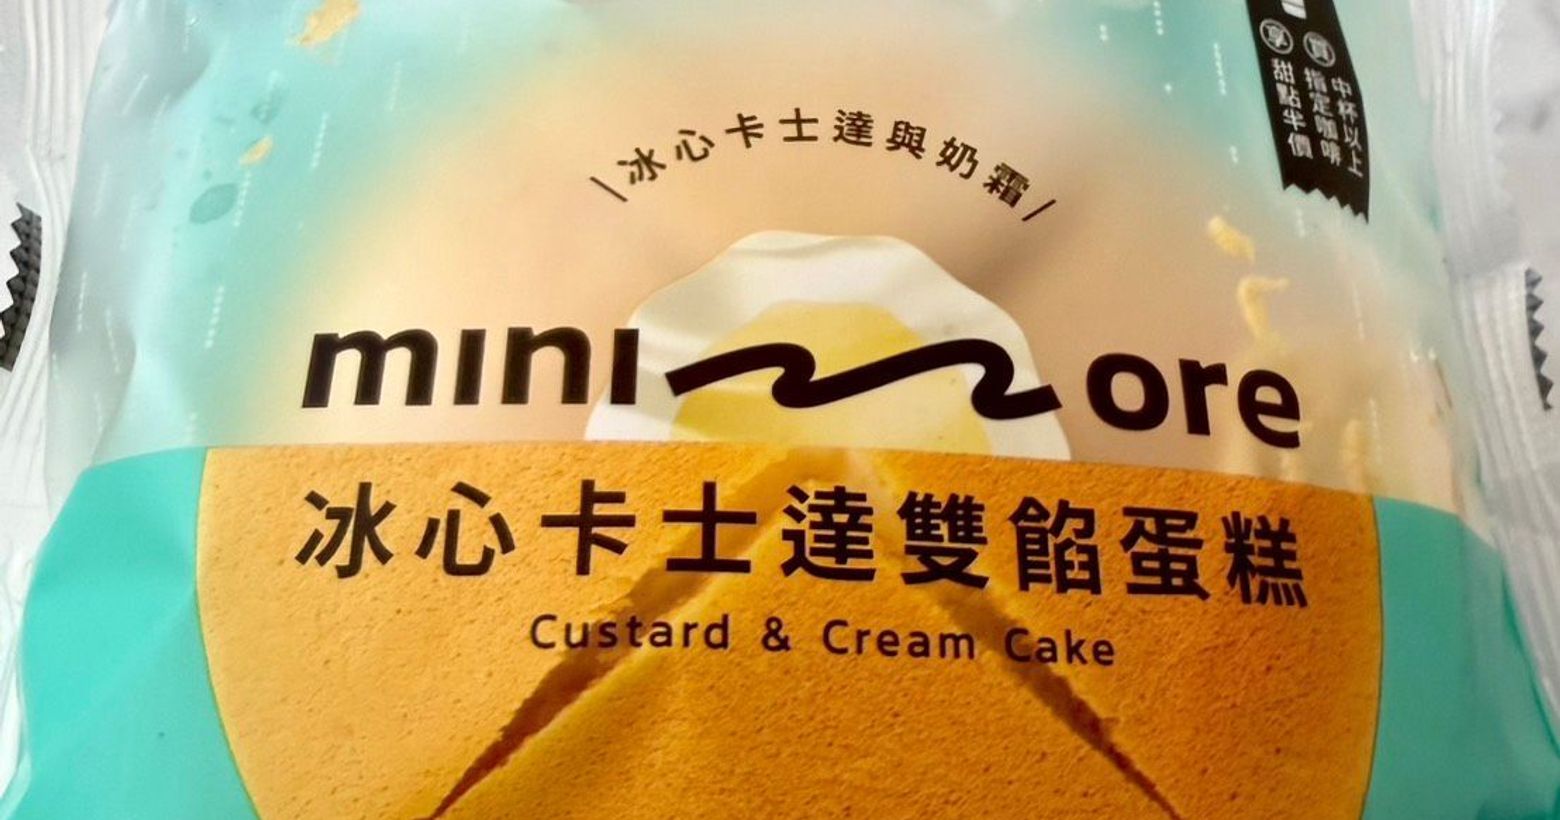 中杯以上
買 指定咖啡
享 甜點半價
\冰心卡士達與奶霜/
mini more
冰心卡士達雙餡蛋糕
Custard & Cream Cake